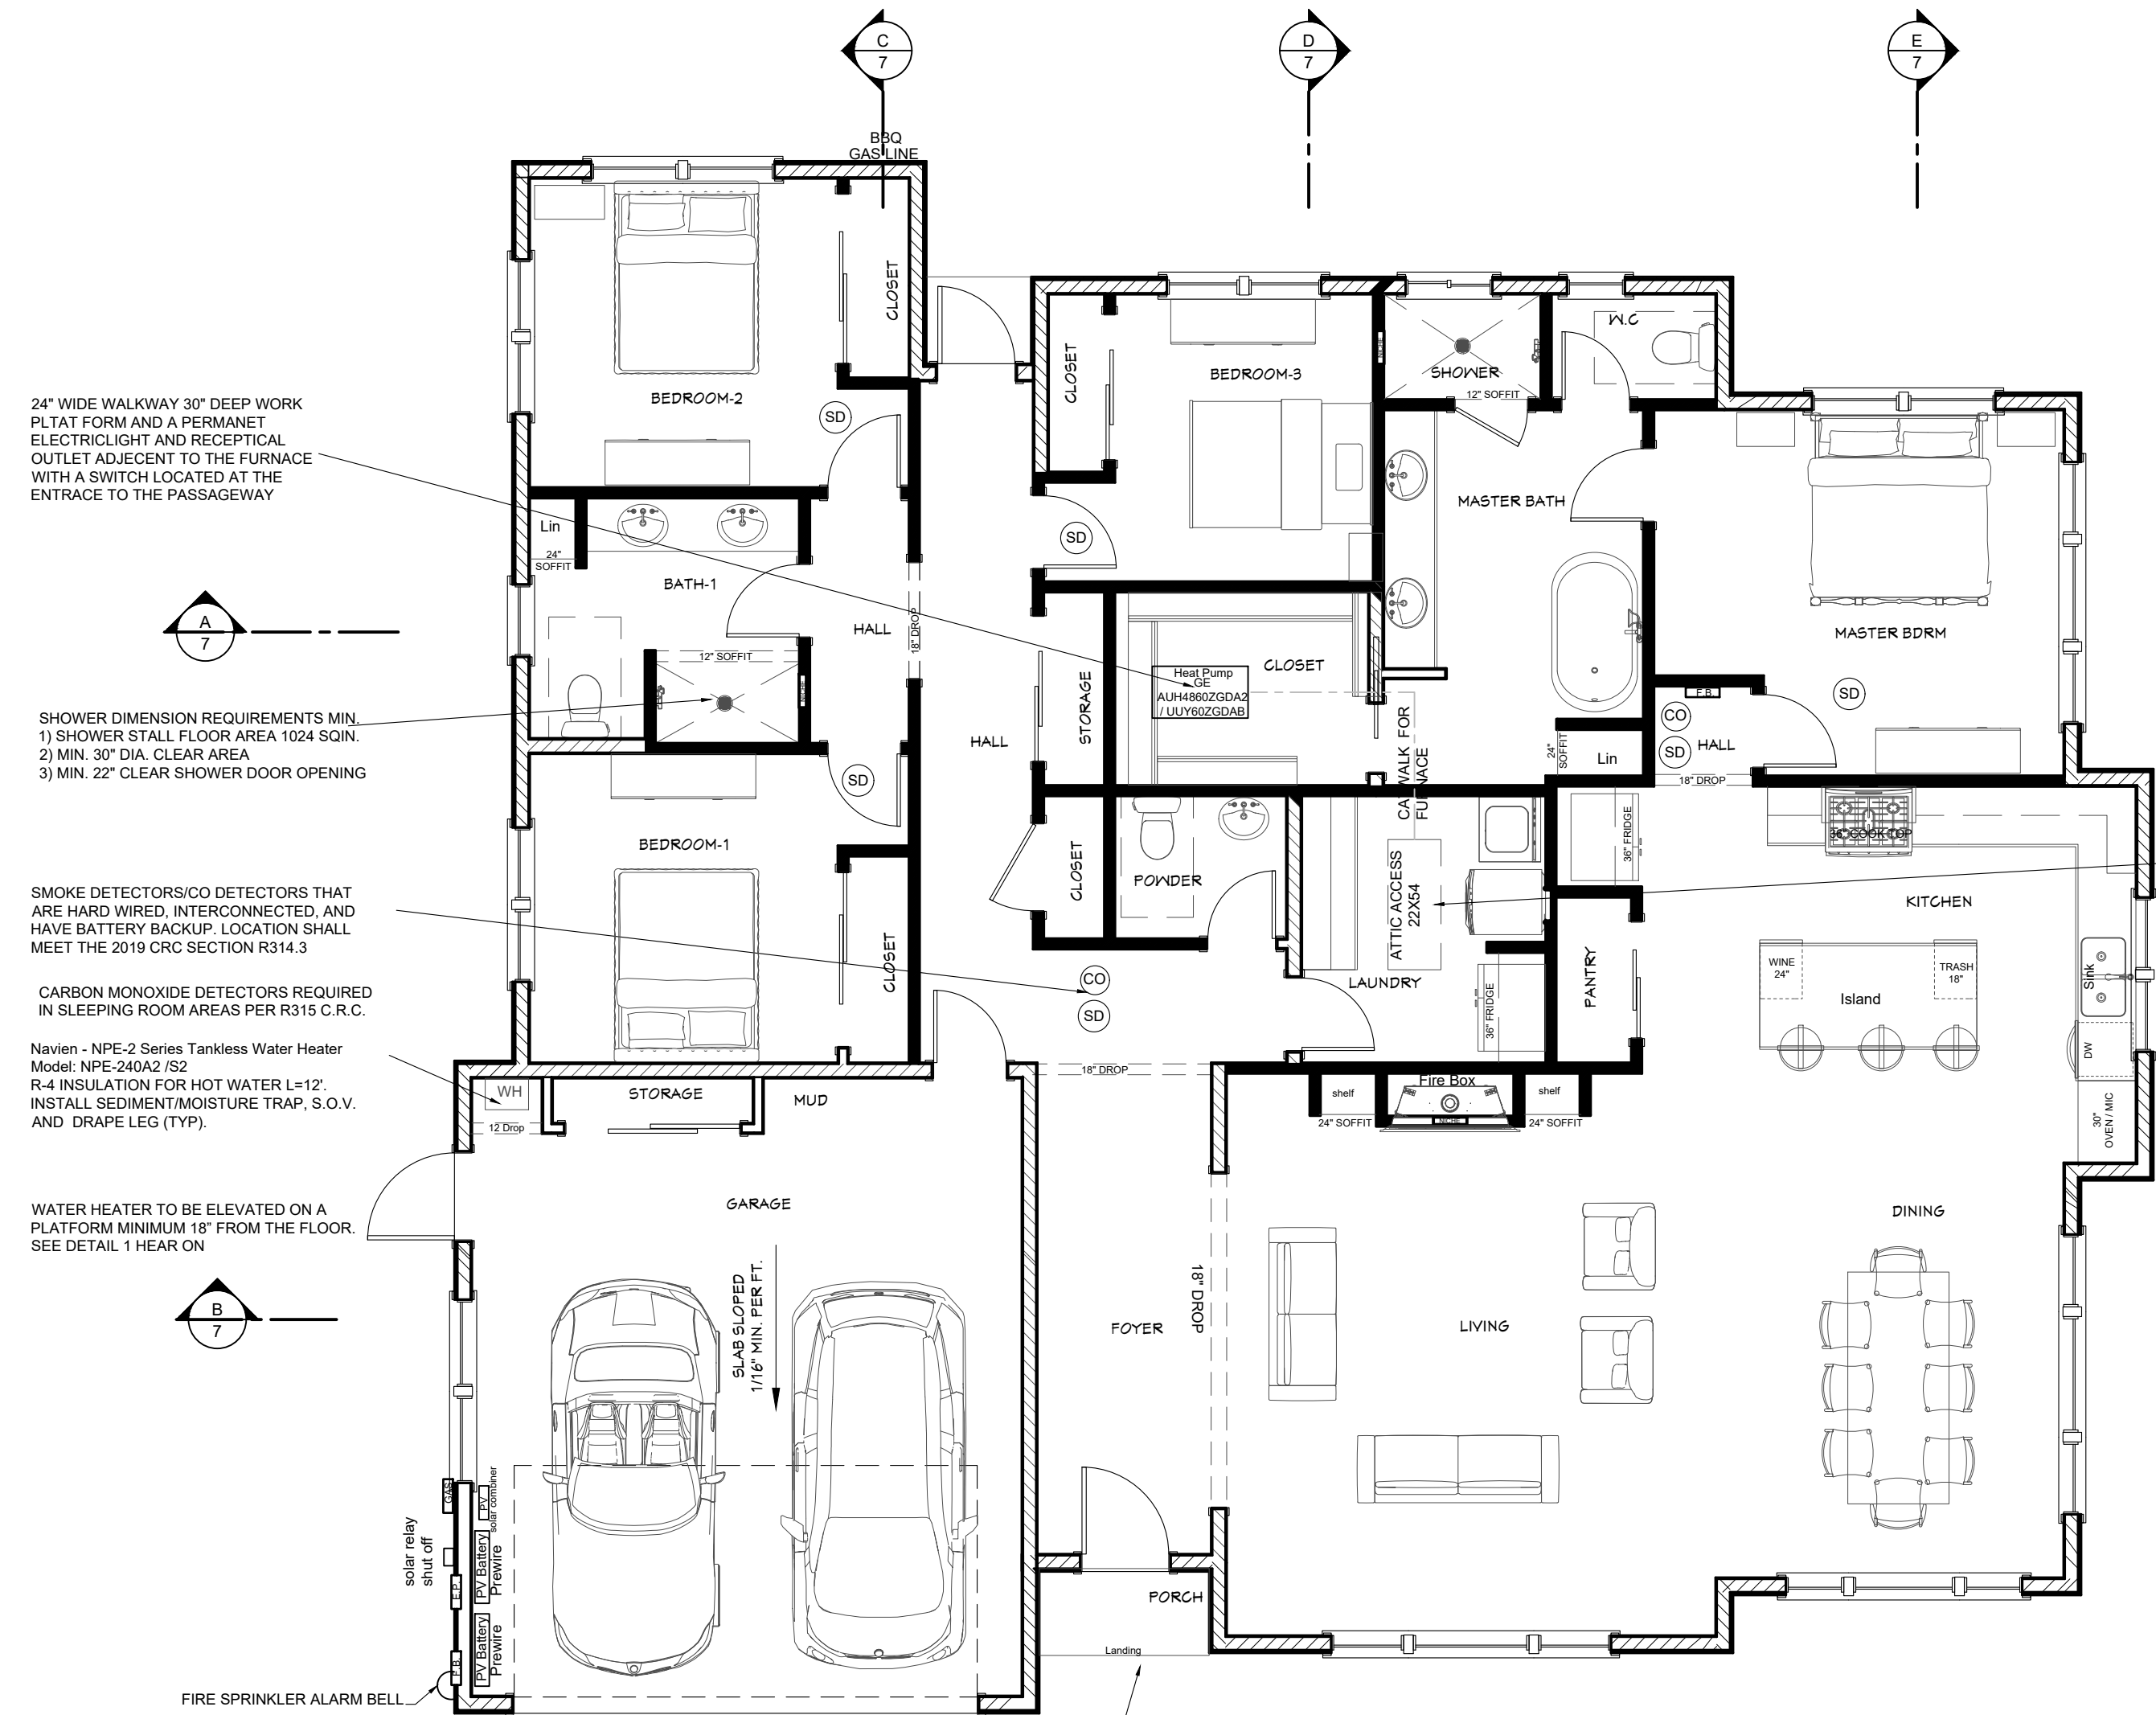 C
7
D
7
E
7
BBQ
GAS LINE
24" WIDE WALKWAY 30" DEEP WORK
PLTAT FORM AND A PERMANET
ELECTRICLIGHT AND RECEPTICAL
OUTLET ADJECENT TO THE FURNACE
WITH A SWITCH LOCATED AT THE
ENTRACE TO THE PASSAGEWAY
A
7
SHOWER DIMENSION REQUIREMENTS MIN.
1) SHOWER STALL FLOOR AREA 1024 SQIN.
2) MIN. 30" DIA. CLEAR AREA
3) MIN. 22" CLEAR SHOWER DOOR OPENING
SMOKE DETECTORS/CO DETECTORS THAT
ARE HARD WIRED, INTERCONNECTED, AND
HAVE BATTERY BACKUP. LOCATION SHALL
MEET THE 2019 CRC SECTION R314.3
CARBON MONOXIDE DETECTORS REQUIRED
IN SLEEPING ROOM AREAS PER R315 C.R.C.
Navien - NPE-2 Series Tankless Water Heater
Model: NPE-240A2 /S2
R-4 INSULATION FOR HOT WATER L=12'.
INSTALL SEDIMENT/MOISTURE TRAP, S.O.V.
AND DRAPE LEG (TYP).
WATER HEATER TO BE ELEVATED ON A
PLATFORM MINIMUM 18" FROM THE FLOOR.
SEE DETAIL 1 HEAR ON
B
7
FIRE SPRINKLER ALARM BELL
BEDROOM-2
CLOSET
SD
Lin
24"
SOFFIT
BATH-1
12" SOFFIT
NICHE
HALL
18" DROP
SD
BEDROOM-1
CLOSET
CLOSET
BEDROOM-3
SD
NICHE
SHOWER
12" SOFFIT
W.C
MASTER BATH
MASTER BDRM
SD
F.B.
CO
SD
HALL
18" DROP
24"
SOFFIT
Lin
CLOSET
Heat Pump
GE
AUH4860ZGDA2
/ UUY60ZGDAB
STORAGE
HALL
CATWALK FOR
FURNACE
CLOSET
POWDER
ATTIC ACCESS
22X54
LAUNDRY
36" FRIDGE
36" FRIDGE
PANTRY
36" COOK TOP
KITCHEN
WINE
24"
TRASH
18"
Island
Sink
DW
30"
OVEN / MIC
CO
SD
18" DROP
shelf
Fire Box
shelf
24" SOFFIT
NICHE
24" SOFFIT
WH
12 Drop
STORAGE
MUD
GARAGE
SLAB SLOPED
1/16" MIN. PER FT.
FOYER
18" DROP
LIVING
DINING
GAS
PV
solar combiner
solar relay
shut off
E.P.
PV Battery
Prewire
F.B.
PV Battery
Prewire
PORCH
Landing